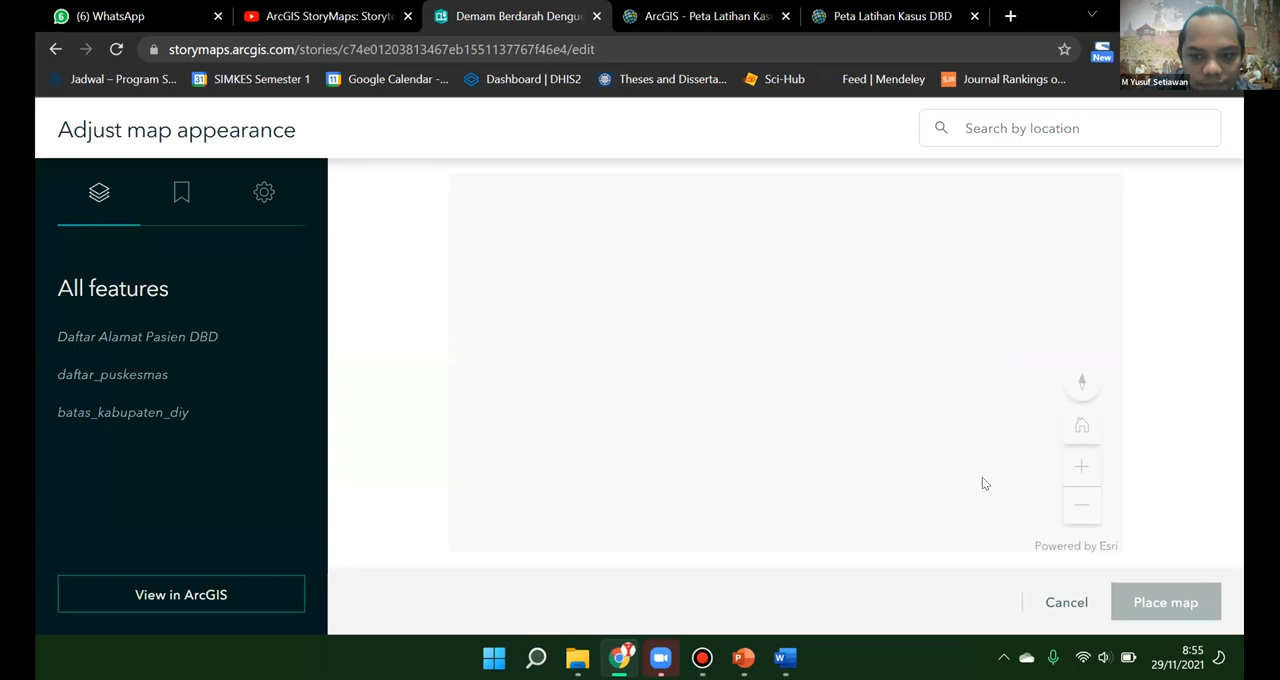 (6) WhatsApp
ArcGIS StoryMaps: Storyte
Demam Berdarah Dengue
ArcGIS - Peta Latihan Kasu
Peta Latihan Kasus DBD
storymaps.arcgis.com/stories/c74e01203813467eb1551137767f46e4/edit
New
M Yusuf Setiawan
Jadwal – Program S...
SIMKES Semester 1
Google Calendar -...
Dashboard | DHIS2
Theses and Disserta...
Sci-Hub
Feed | Mendeley
Journal Rankings o...
Adjust map appearance
Search by location
All features
Daftar Alamat Pasien DBD
daftar_puskesmas
batas_kabupaten_diy
View in ArcGIS
Powered by Esri
Cancel
Place map
8:55
29/11/2021